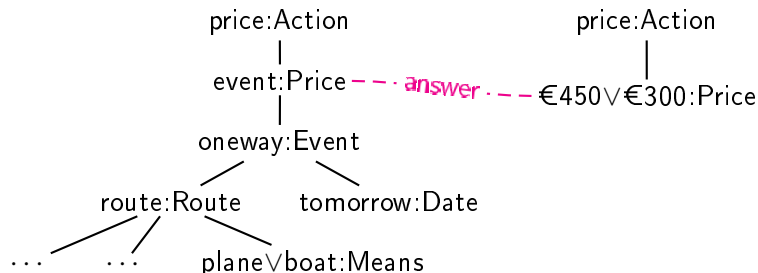 price:Action price:Action
event:Price answer €450∨€300:Price
oneway:Event
route:Route tomorrow:Date
... ... plane∨boat:Means